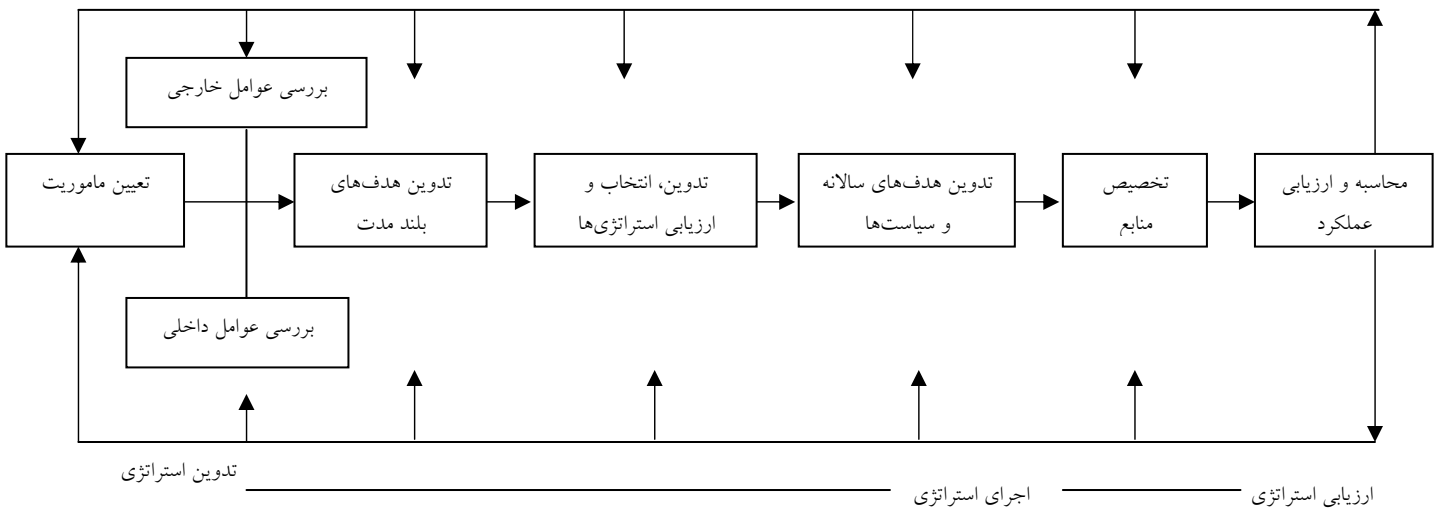 بررسی عوامل خارجی
تعیین ماموریت
تدوین هدف‌های
بلند مدت
تدوین، انتخاب و
ارزیابی استراتژی‌ها
تدوین هدف‌های سالانه
و سیاست‌ها
تخصیص
منابع
محاسبه و ارزیابی
عملکرد
بررسی عوامل داخلی
تدوین استراتژی
اجرای استراتژی
ارزیابی استراتژی